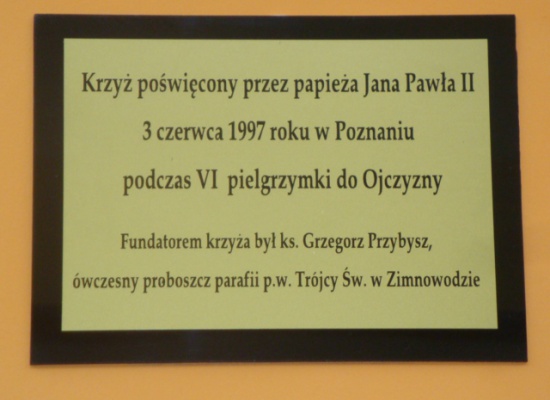 Krzyż poświęcony przez papieża Jana Pawła II
3 czerwca 1997 roku w Poznaniu
podczas VI pielgrzymki do Ojczyzny
Fundatorem krzyża był ks. Grzegorz Przybysz,
ówczesny proboszcz parafii p.w. Trójcy Św. w Zimnowodzie